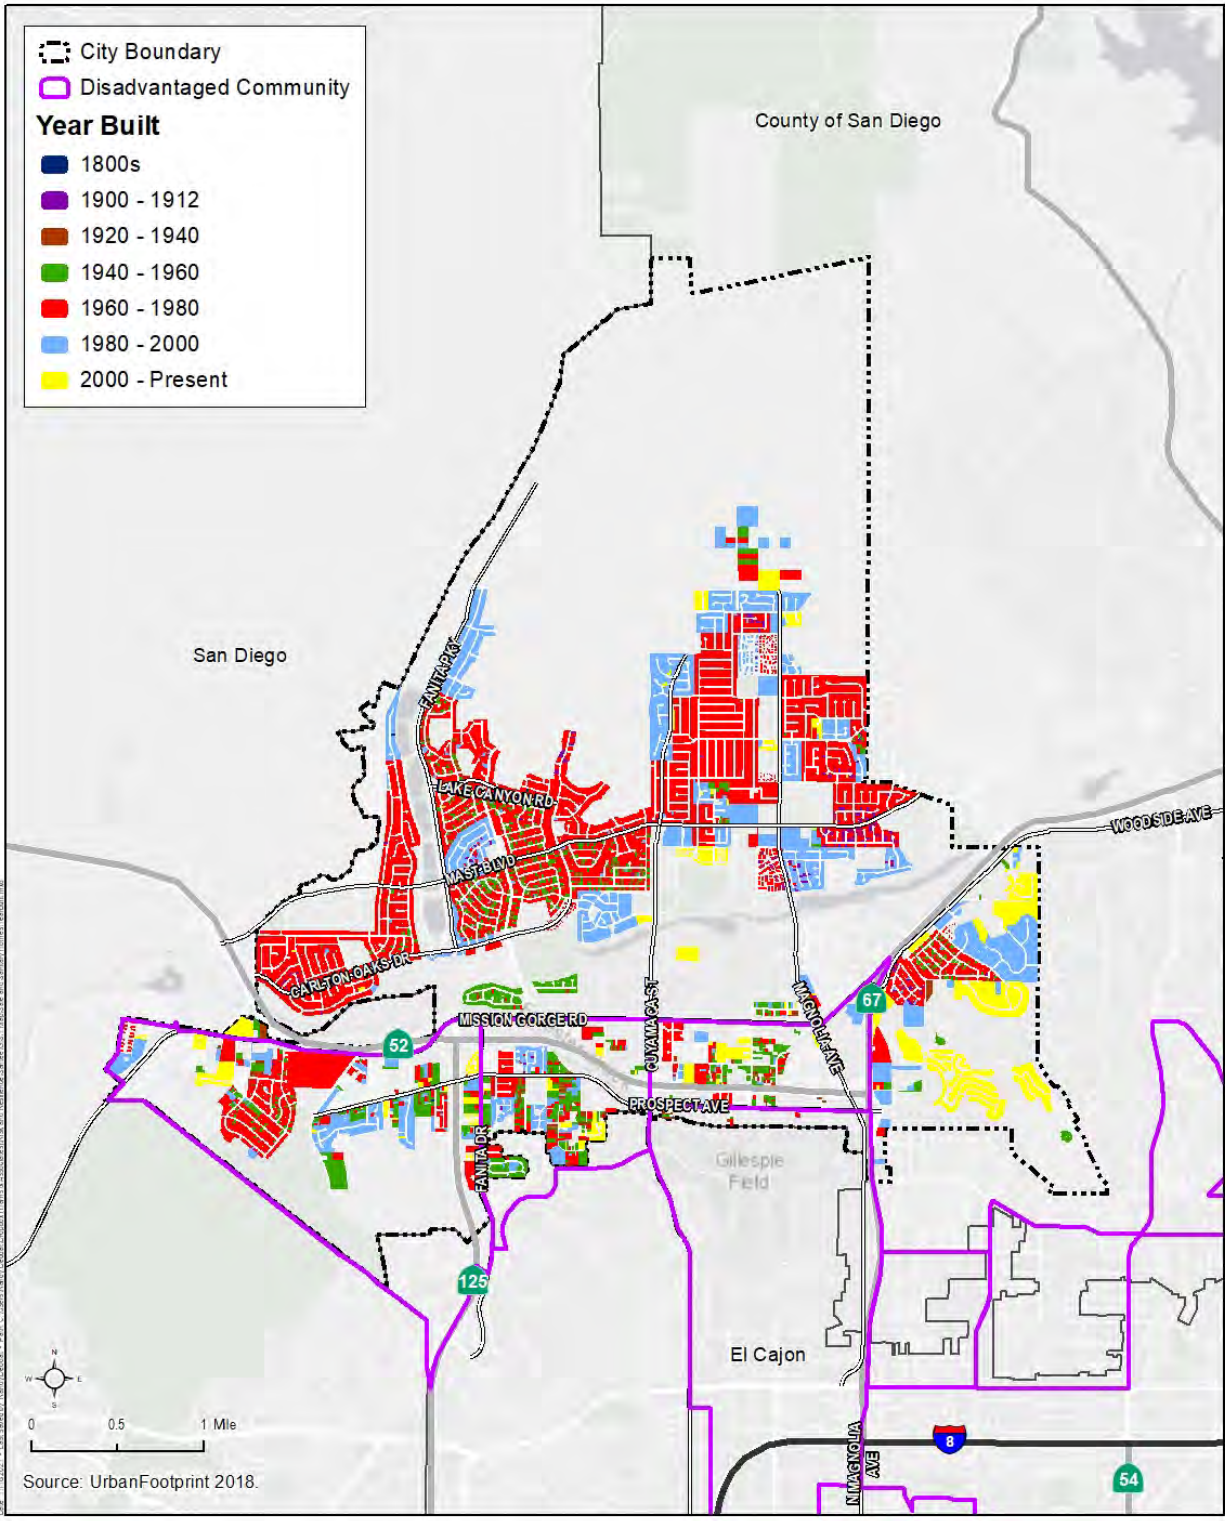 City Boundary
Disadvantaged Community
Year Built
1800s
1900 - 1912
1920 - 1940
1940 - 1960
1960 - 1980
1980 - 2000
2000 - Present
County of San Diego
San Diego
FANITA PKY
LAKE CANYON RD
MAST BLVD
WOODSIDE AVE
CARLTON OAKS DR
CUYAMACA ST
MAGNOLIA AVE
67
MISSION GORGE RD
52
PROSPECT AVE
FANITA DR
Gillespie
Field
125
El Cajon
N
W E
S
0 0.5 1 Mile
N MAGNOLIA
AVE
8
54
Source: UrbanFootprint 2018.